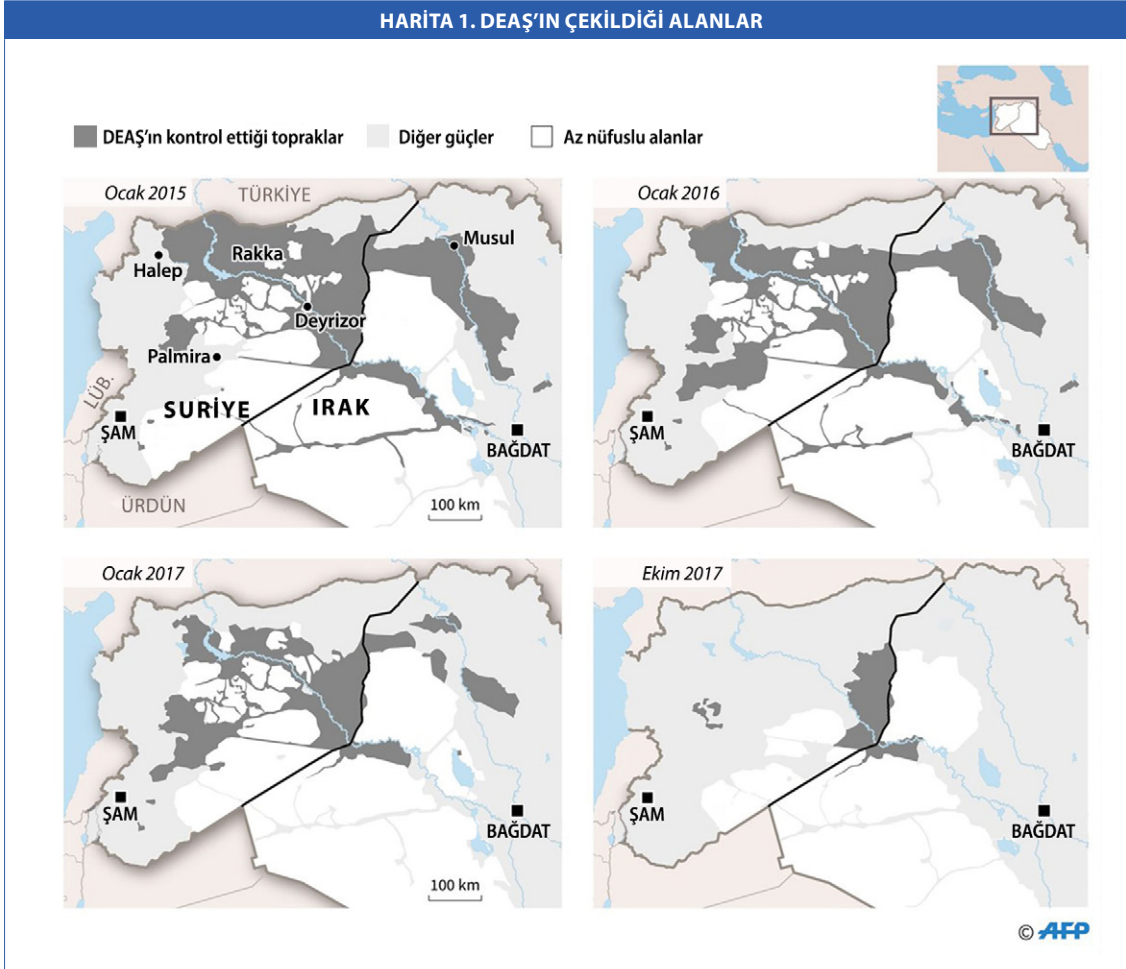 HARİTA 1. DEAŞ'IN ÇEKİLDİĞİ ALANLAR
DEAŞ'ın kontrol ettiği topraklar
Diğer güçler
Az nüfuslu alanlar
Ocak 2015
TÜRKİYE
Musul
Rakka
Halep
Deyrizor
Palmira
LÜB.
SURİYE
IRAK
ŞAM
BAĞDAT
ÜRDÜN
100 km
Ocak 2016
ŞAM
BAĞDAT
Ocak 2017
ŞAM
BAĞDAT
100 km
Ekim 2017
ŞAM
BAĞDAT
© AFP